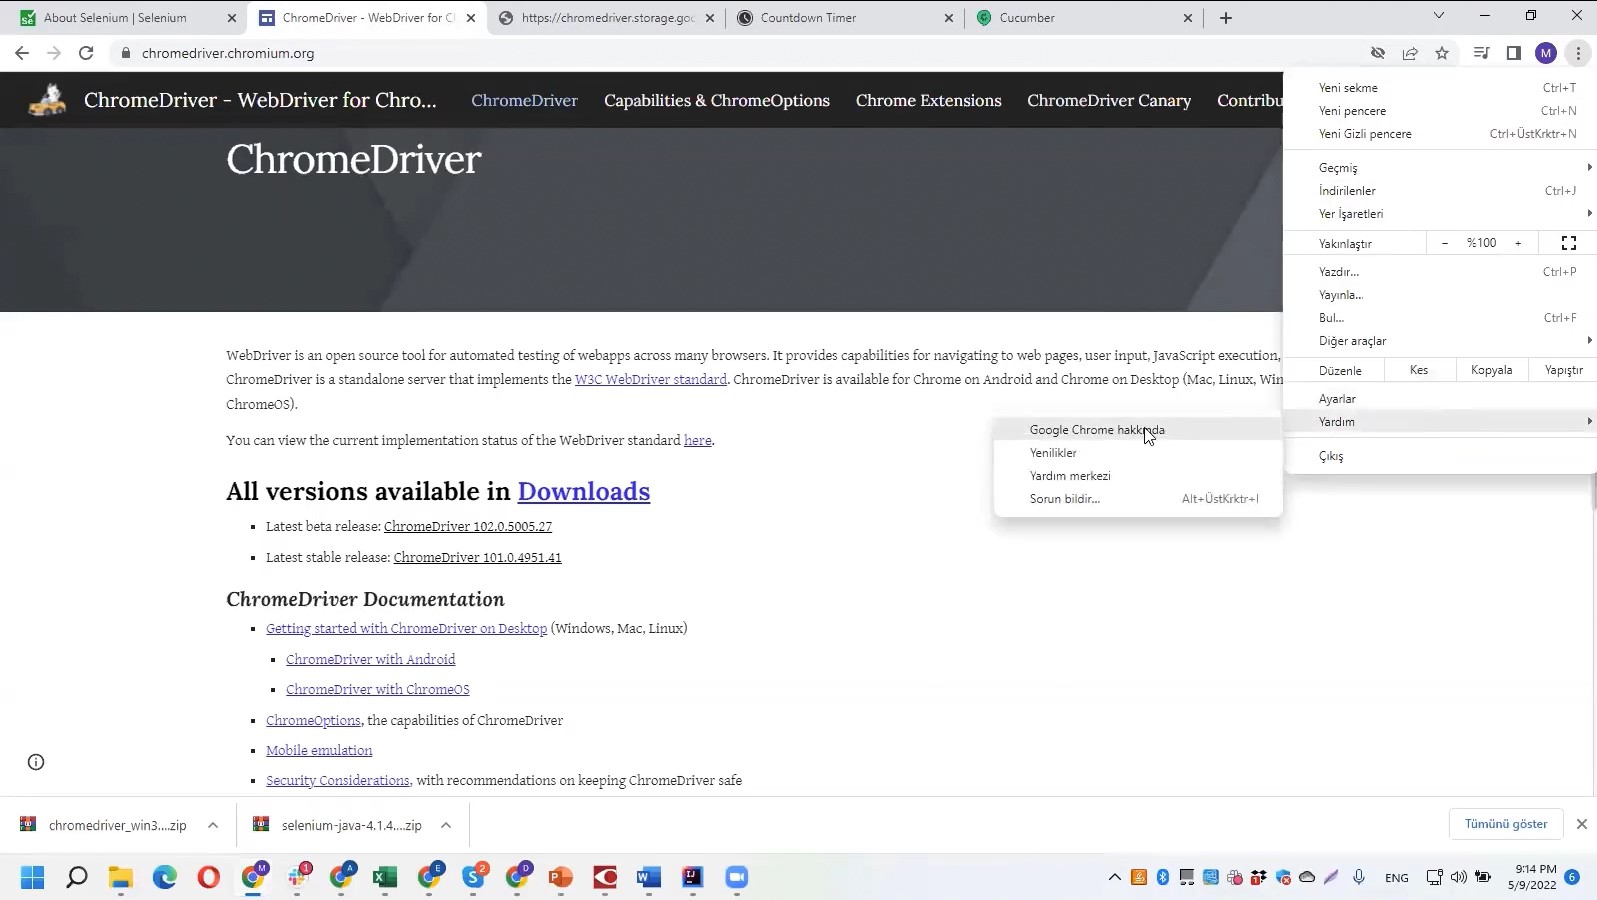 About Selenium | Selenium
ChromeDriver - WebDriver for C
https://chromedriver.storage.goo
Countdown Timer
Cucumber
chromedriver.chromium.org
M
ChromeDriver - WebDriver for Chro...
ChromeDriver
Capabilities & ChromeOptions
Chrome Extensions
ChromeDriver Canary
Contribu
ChromeDriver
WebDriver is an open source tool for automated testing of webapps across many browsers. It provides capabilities for navigating to web pages, user input, JavaScript execution,
ChromeDriver is a standalone server that implements the W3C WebDriver standard. ChromeDriver is available for Chrome on Android and Chrome on Desktop (Mac, Linux, Win
ChromeOS).
You can view the current implementation status of the WebDriver standard here.
All versions available in Downloads
Latest beta release: ChromeDriver 102.0.5005.27
Latest stable release: ChromeDriver 101.0.4951.41
ChromeDriver Documentation
Getting started with ChromeDriver on Desktop (Windows, Mac, Linux)
ChromeDriver with Android
ChromeDriver with ChromeOS
ChromeOptions, the capabilities of ChromeDriver
Mobile emulation
Security Considerations, with recommendations on keeping ChromeDriver safe
Yeni sekme Ctrl+T
Yeni pencere Ctrl+N
Yeni Gizli pencere Ctrl+ÜstKrktr+N
Geçmiş
İndirilenler Ctrl+J
Yer İşaretleri
Yakınlaştır - %100 +
Yazdır... Ctrl+P
Yayınla...
Bul... Ctrl+F
Diğer araçlar
Düzenle Kes Kopyala Yapıştır
Ayarlar
Yardım
Çıkış
Google Chrome hakkında
Yenilikler
Yardım merkezi
Sorun bildir... Alt+ÜstKrktr+I
chromedriver_win3....zip
selenium-java-4.1.4....zip
Tümünü göster
ENG
9:14 PM
5/9/2022
6